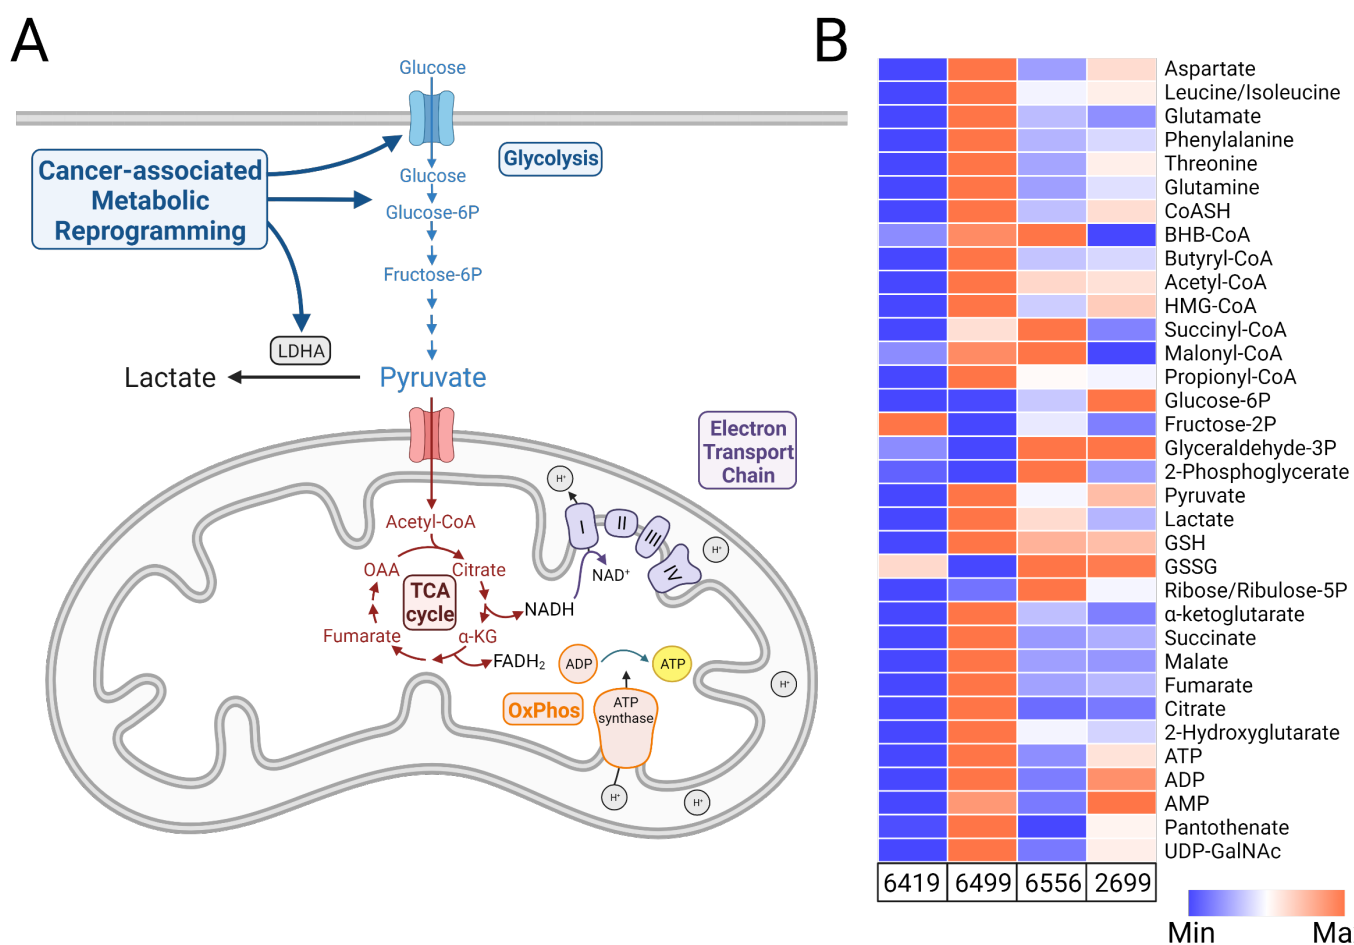 A
Glucose
Glycolysis
Cancer-associated
Metabolic
Reprogramming
Glucose
Glucose-6P
Fructose-6P
LDHA
Lactate
Pyruvate
Electron
Transport
Chain
H⁺
I
II
III
IV
H⁺
NAD⁺
Acetyl-CoA
OAA
Citrate
TCA
cycle
NADH
Fumarate
α-KG
FADH₂
ADP
ATP
H⁺
OxPhos
ATP
synthase
H⁺
H⁺
B
Aspartate
Leucine/Isoleucine
Glutamate
Phenylalanine
Threonine
Glutamine
CoASH
BHB-CoA
Butyryl-CoA
Acetyl-CoA
HMG-CoA
Succinyl-CoA
Malonyl-CoA
Propionyl-CoA
Glucose-6P
Fructose-2P
Glyceraldehyde-3P
2-Phosphoglycerate
Pyruvate
Lactate
GSH
GSSG
Ribose/Ribulose-5P
α-ketoglutarate
Succinate
Malate
Fumarate
Citrate
2-Hydroxyglutarate
ATP
ADP
AMP
Pantothenate
UDP-GalNAc
6419 6499 6556 2699
Min Ma